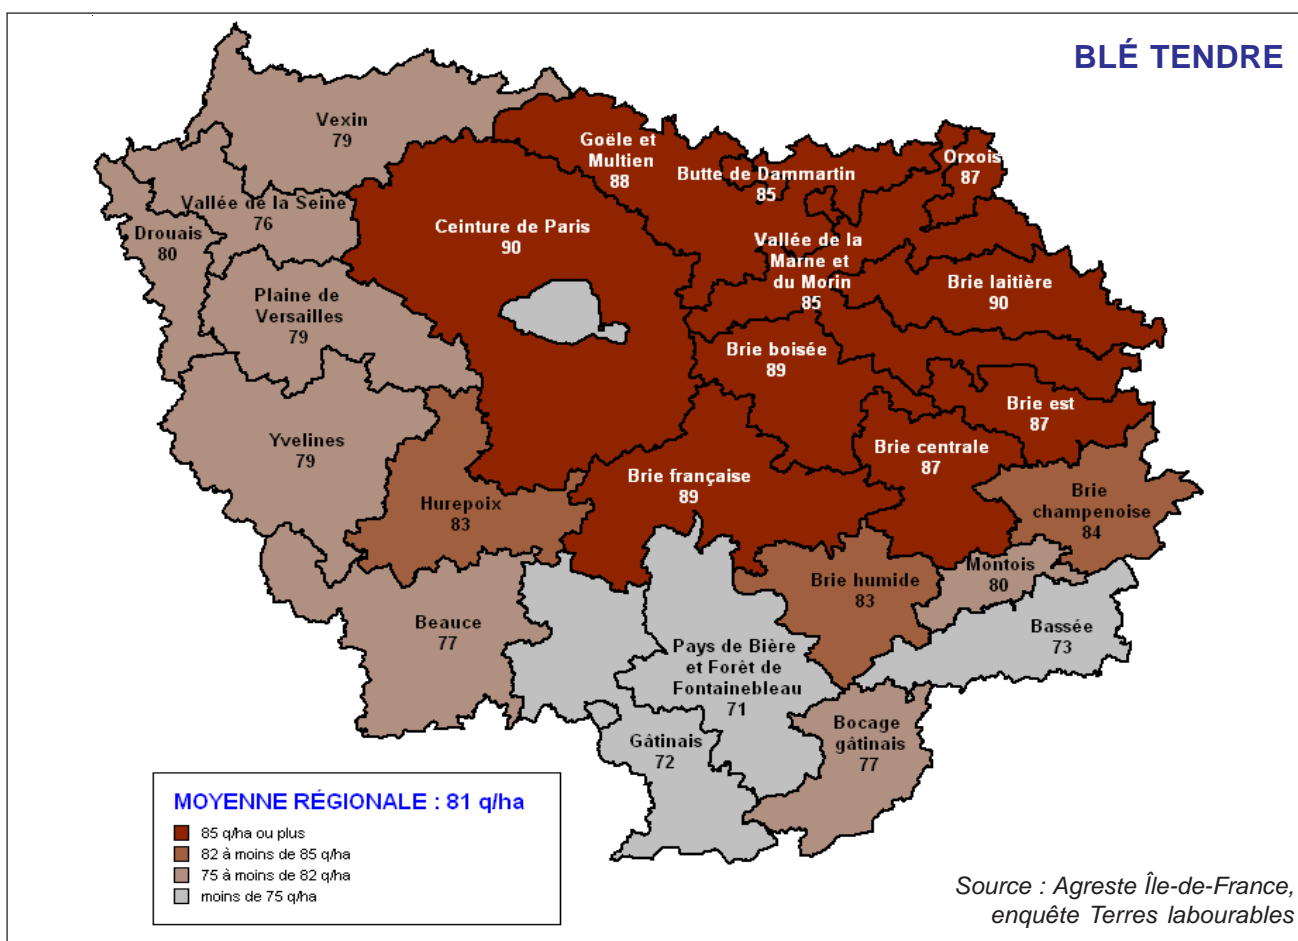 BLÉ TENDRE
Vexin
79
Goële et
Multien
88
Butte de Dammartin
85
Orxois
87
Vallée de la Seine
76
Drouais
80
Ceinture de Paris
90
Vallée de la
Marne et
du Morin
85
Brie laitière
90
Plaine de
Versailles
79
Brie boisée
89
Brie est
87
Yvelines
79
Brie centrale
87
Brie française
89
Hurepoix
83
Brie
champenoise
84
Montois
80
Brie humide
83
Beauce
77
Bassée
73
Pays de Bière
et Forêt de
Fontainebleau
71
Bocage
gâtinais
77
Gâtinais
72
MOYENNE RÉGIONALE : 81 q/ha
85 q/ha ou plus
82 à moins de 85 q/ha
75 à moins de 82 q/ha
moins de 75 q/ha
Source : Agreste Île-de-France,
enquête Terres labourables